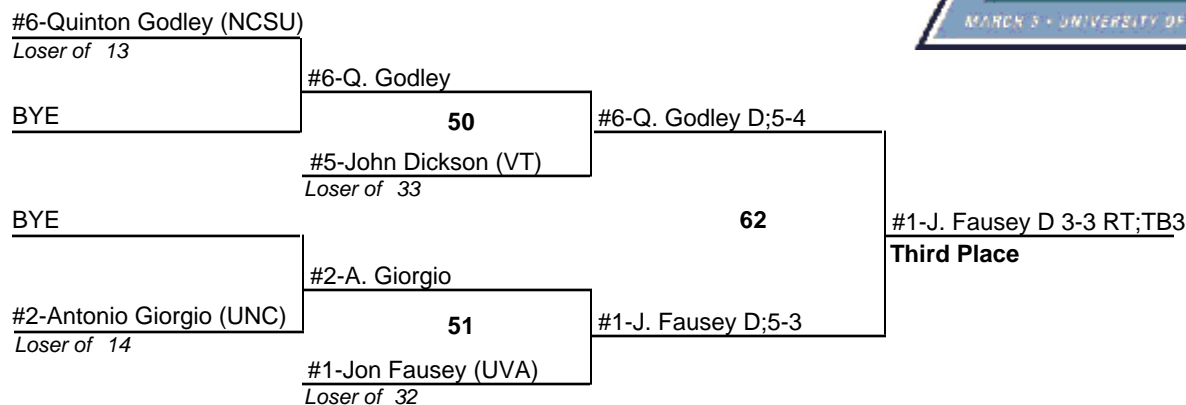 #6-Quinton Godley (NCSU)
Loser of 13
BYE
BYE
#2-Antonio Giorgio (UNC)
Loser of 14
#6-Q. Godley
50
#5-John Dickson (VT)
Loser of 33
#2-A. Giorgio
51
#1-Jon Fausey (UVA)
Loser of 32
#6-Q. Godley D;5-4
62
#1-J. Fausey D;5-3
#1-J. Fausey D 3-3 RT;TB3
Third Place
MARCH 5 • UNIVERSITY OF